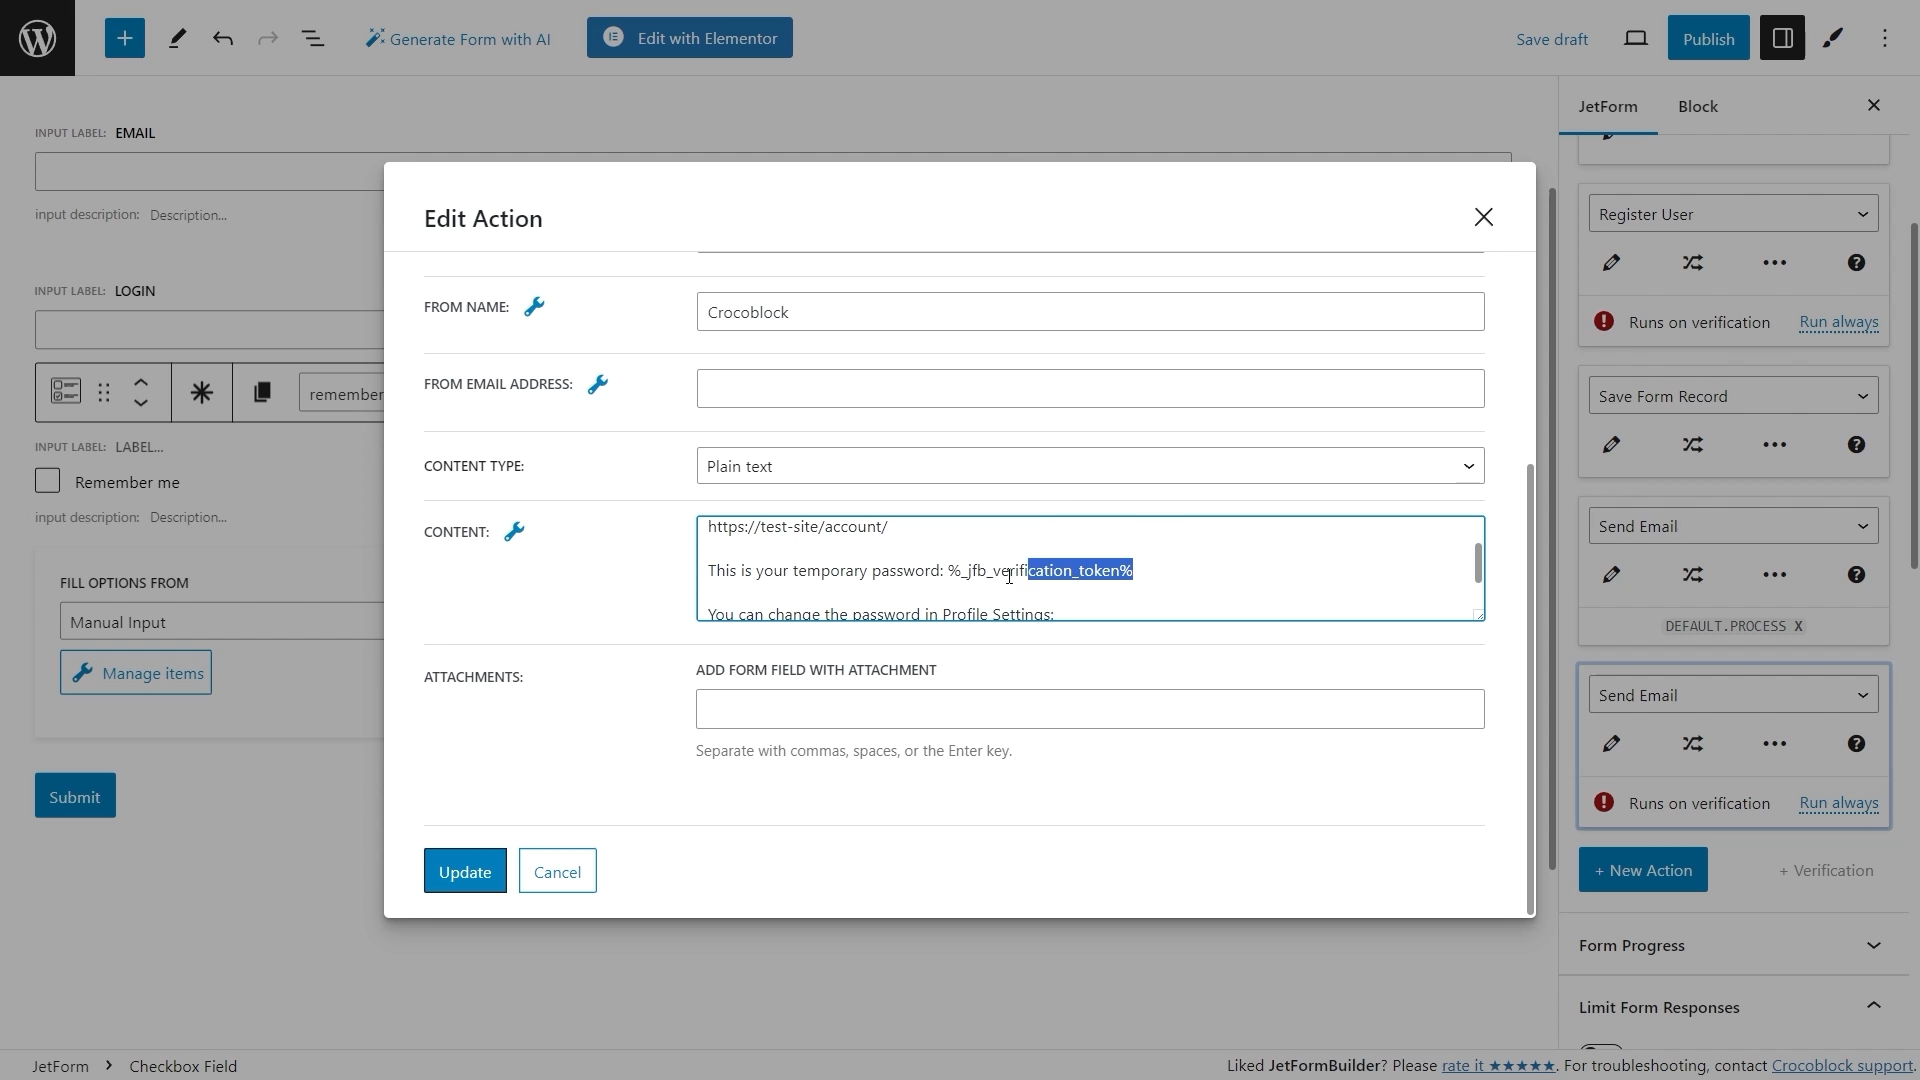 Generate Form with AI
Edit with Elementor
Save draft
Publish
INPUT LABEL: EMAIL
input description: Description...
INPUT LABEL: LOGIN
remember
INPUT LABEL: LABEL...
Remember me
input description: Description...
FILL OPTIONS FROM
Manual Input
Manage items
Submit
Edit Action
FROM NAME:
Crocoblock
FROM EMAIL ADDRESS:
CONTENT TYPE:
Plain text
CONTENT:
https://test-site/account/
This is your temporary password: %_jfb_verification_token%
You can change the password in Profile Settings:
ATTACHMENTS:
ADD FORM FIELD WITH ATTACHMENT
Separate with commas, spaces, or the Enter key.
Update
Cancel
JetForm
Block
Register User
Runs on verification
Run always
Save Form Record
Send Email
DEFAULT.PROCESS X
Send Email
Runs on verification
Run always
+ New Action
+ Verification
Form Progress
Limit Form Responses
JetForm > Checkbox Field
Liked JetFormBuilder? Please rate it ★★★★★. For troubleshooting, contact Crocoblock support.